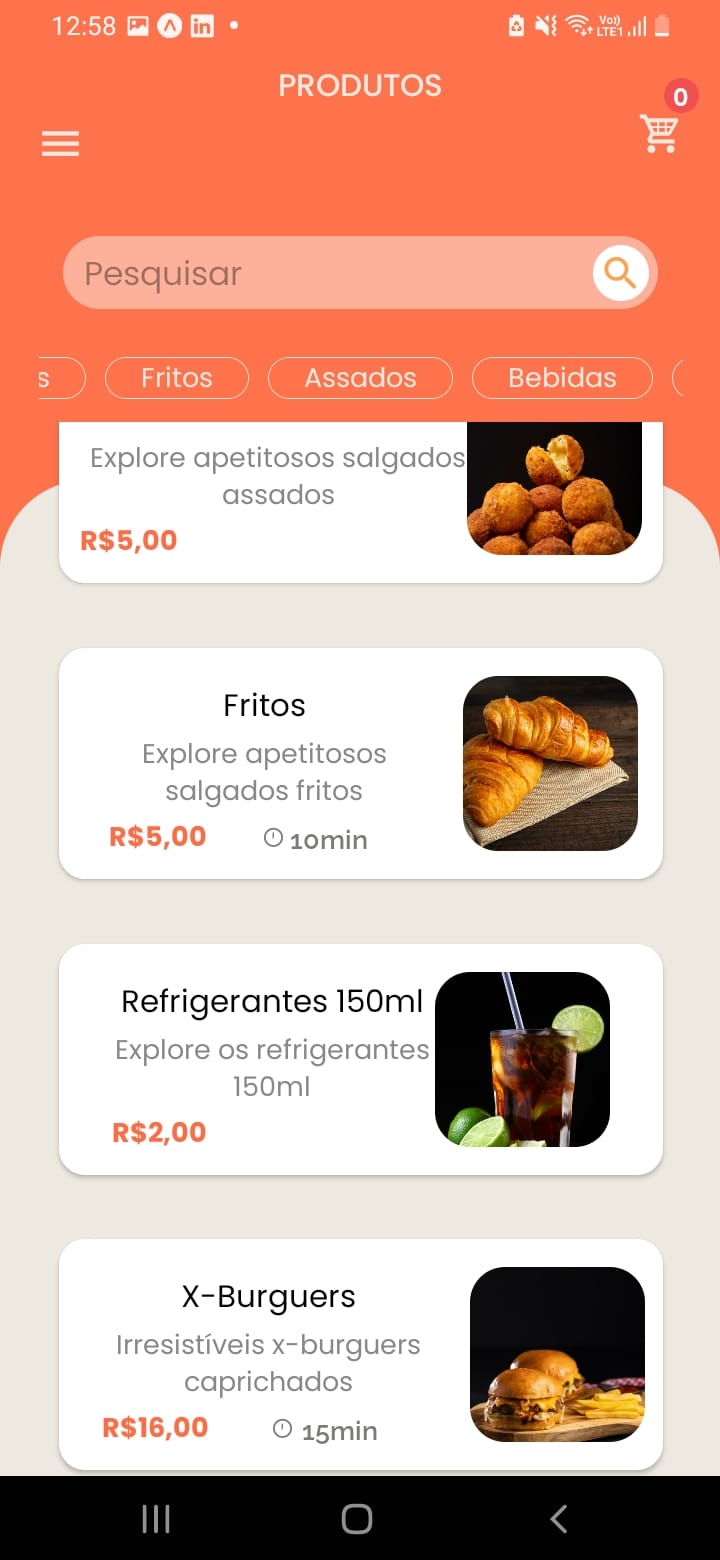 12:58
Vo))
LTE1
PRODUTOS
0
Pesquisar
s Fritos Assados Bebidas
Explore apetitosos salgados
assados
R$5,00
Fritos
Explore apetitosos
salgados fritos
R$5,00 10min
Refrigerantes 150ml
Explore os refrigerantes
150ml
R$2,00
X-Burguers
Irresistíveis x-burguers
caprichados
R$16,00 15min